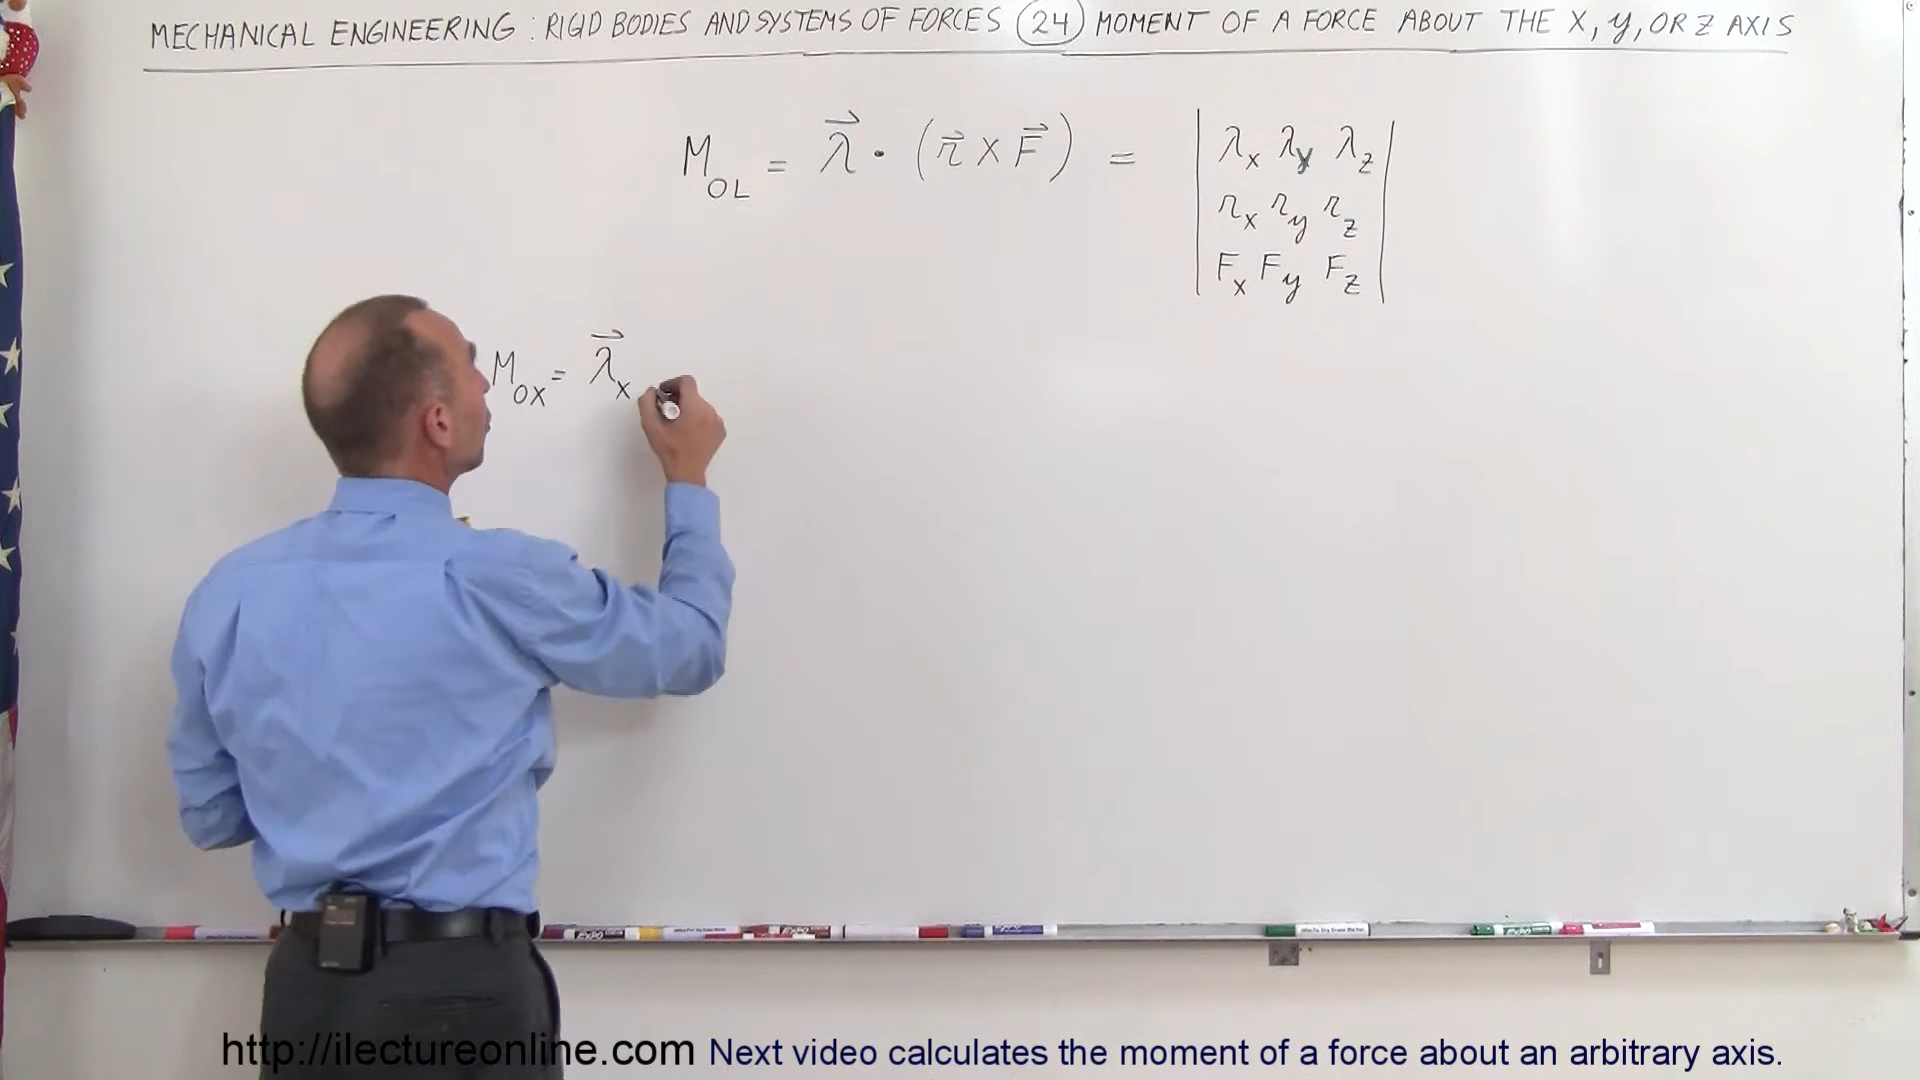 MECHANICAL ENGINEERING : RIGID BODIES AND SYSTEMS OF FORCES 24 MOMENT OF A FORCE ABOUT THE X, y, OR Z AXIS
M_OL = λ⃗ · (r⃗ × F⃗) = | λx λy λz |
| rx ry rz |
| Fx Fy Fz |
M_OX = λ⃗x
http://ilectureonline.com Next video calculates the moment of a force about an arbitrary axis.